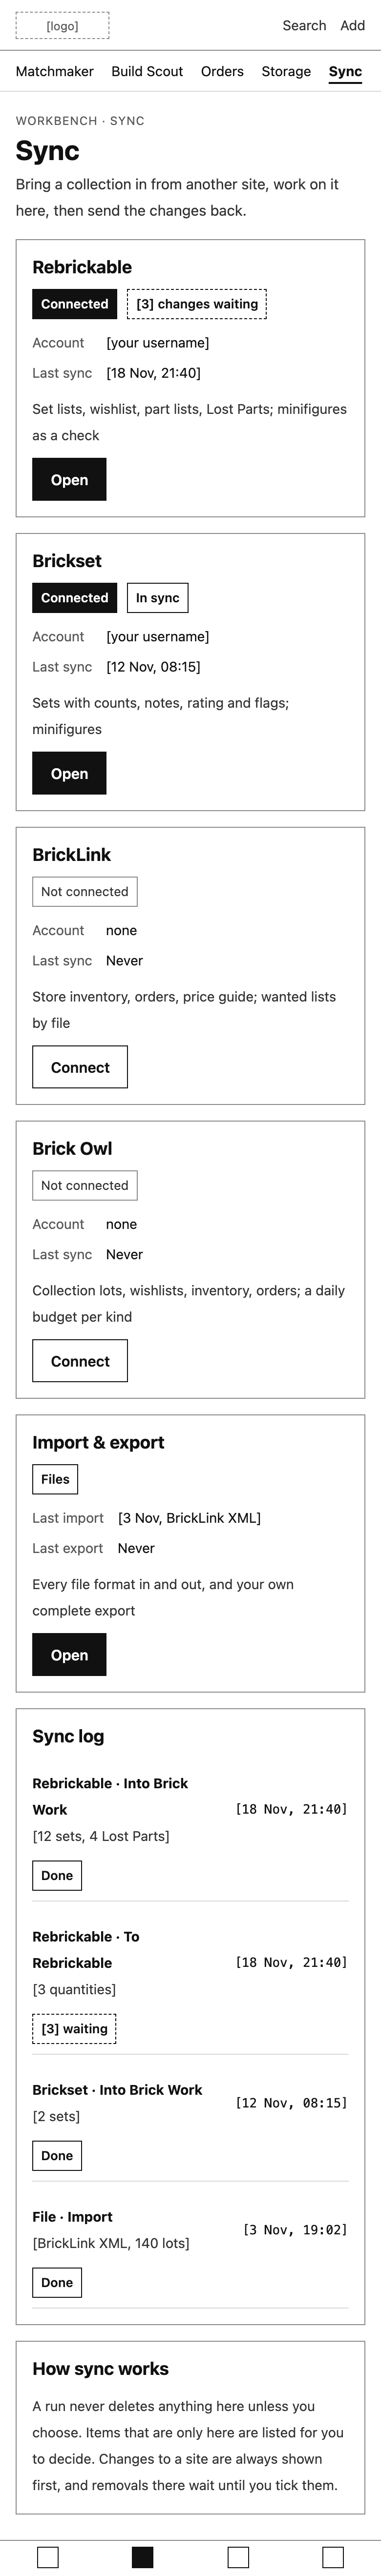 [logo]
Search Add
Matchmaker Build Scout Orders Storage Sync
WORKBENCH · SYNC
Sync
Bring a collection in from another site, work on it
here, then send the changes back.
Rebrickable
Connected [3] changes waiting
Account [your username]
Last sync [18 Nov, 21:40]
Set lists, wishlist, part lists, Lost Parts; minifigures
as a check
Open
Brickset
Connected In sync
Account [your username]
Last sync [12 Nov, 08:15]
Sets with counts, notes, rating and flags;
minifigures
Open
BrickLink
Not connected
Account none
Last sync Never
Store inventory, orders, price guide; wanted lists
by file
Connect
Brick Owl
Not connected
Account none
Last sync Never
Collection lots, wishlists, inventory, orders; a daily
budget per kind
Connect
Import & export
Files
Last import [3 Nov, BrickLink XML]
Last export Never
Every file format in and out, and your own
complete export
Open
Sync log
Rebrickable · Into Brick
Work
[18 Nov, 21:40]
[12 sets, 4 Lost Parts]
Done
Rebrickable · To
Rebrickable
[18 Nov, 21:40]
[3 quantities]
[3] waiting
Brickset · Into Brick Work
[12 Nov, 08:15]
[2 sets]
Done
File · Import
[3 Nov, 19:02]
[BrickLink XML, 140 lots]
Done
How sync works
A run never deletes anything here unless you
choose. Items that are only here are listed for you
to decide. Changes to a site are always shown
first, and removals there wait until you tick them.